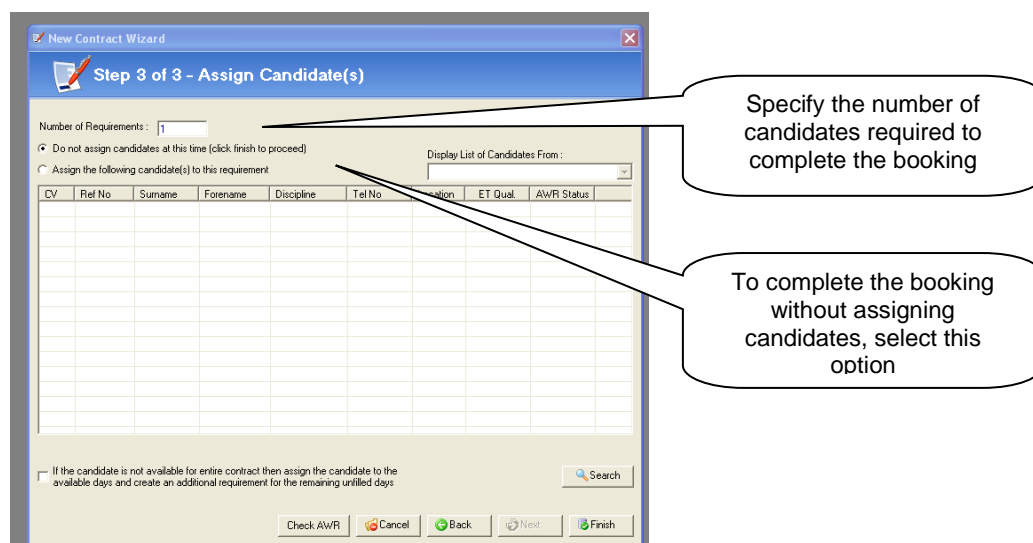 New Contract Wizard
Step 3 of 3 - Assign Candidate(s)
Number of Requirements : 1
Do not assign candidates at this time (click finish to proceed)
Assign the following candidate(s) to this requirement
Display List of Candidates From :
CV Ref No Surname Forename Discipline Tel No ET Qual. AWR Status
If the candidate is not available for entire contract then assign the candidate to the
available days and create an additional requirement for the remaining unfilled days
Search
Check AWR Cancel Back Next Finish
Specify the number of
candidates required to
complete the booking
To complete the booking
without assigning
candidates, select this
option